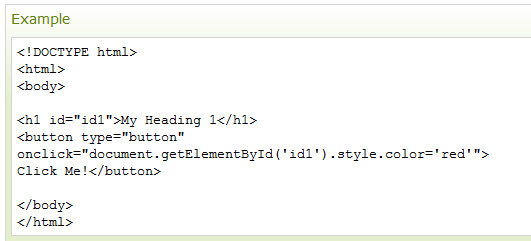 Example
<!DOCTYPE html>
<html>
<body>
<h1 id="id1">My Heading 1</h1>
<button type="button"
onclick="document.getElementById('id1').style.color='red'">
Click Me!</button>
</body>
</html>